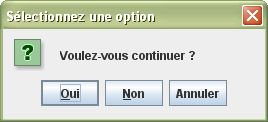 Sélectionnez une option
?
Voulez-vous continuer ?
Oui Non Annuler